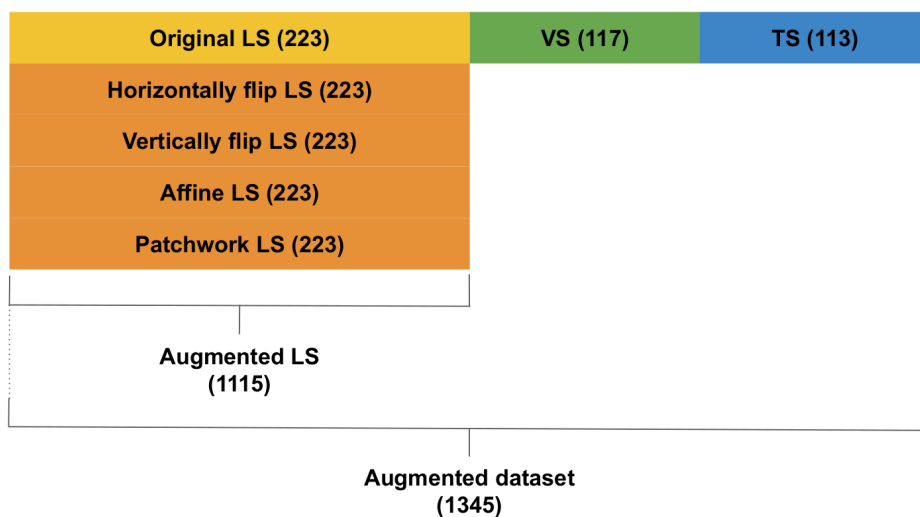 Original LS (223)
VS (117)
TS (113)
Horizontally flip LS (223)
Vertically flip LS (223)
Affine LS (223)
Patchwork LS (223)
Augmented LS
(1115)
Augmented dataset
(1345)